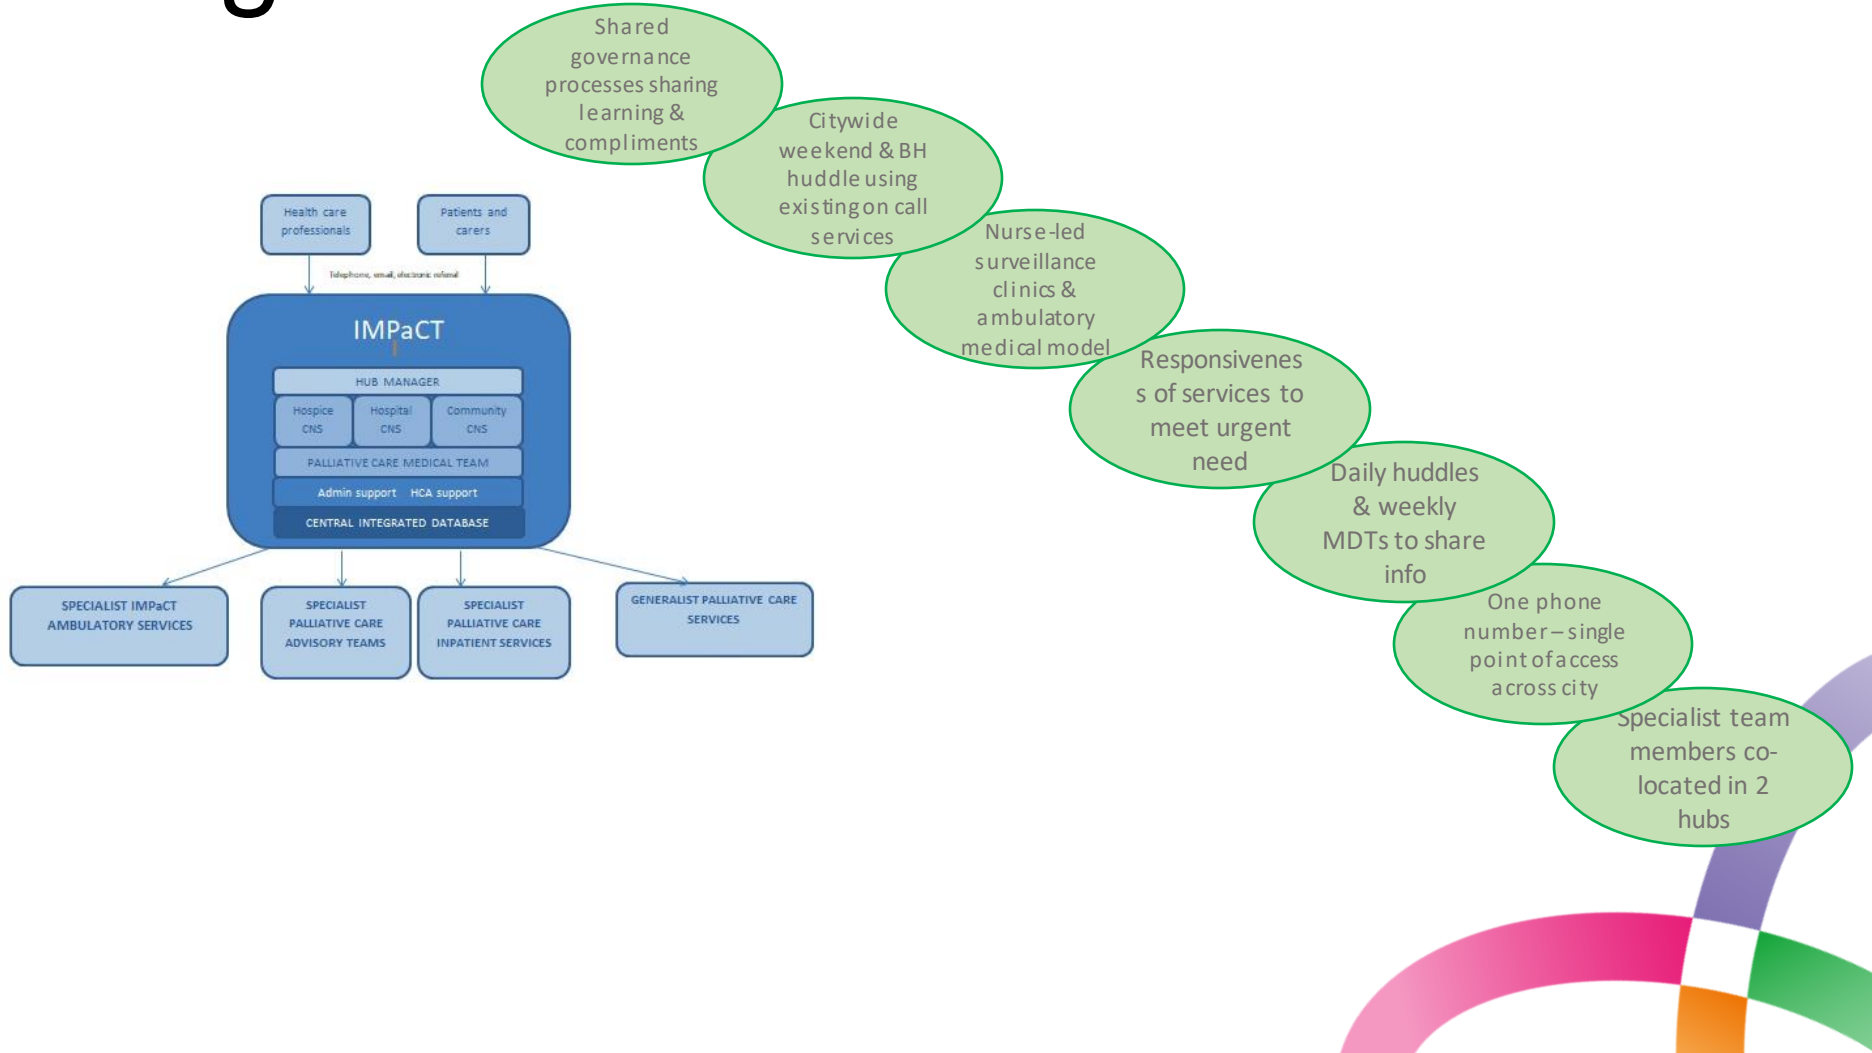 Shared
governance
processes sharing
learning &
compliments
Citywide
weekend & BH
huddle using
existing on call
services
Nurse-led
surveillance
clinics &
ambulatory
medical model
Responsivenes
s of services to
meet urgent
need
Daily huddles
& weekly
MDTs to share
info
One phone
number – single
point of access
across city
Specialist team
members co-
located in 2
hubs
Health care
professionals
Patients and
carers
Telephone, email, electronic referral
IMPaCT
HUB MANAGER
Hospice
CNS
Hospital
CNS
Community
CNS
PALLIATIVE CARE MEDICAL TEAM
Admin support HCA support
CENTRAL INTEGRATED DATABASE
SPECIALIST IMPaCT
AMBULATORY SERVICES
SPECIALIST
PALLIATIVE CARE
ADVISORY TEAMS
SPECIALIST
PALLIATIVE CARE
INPATIENT SERVICES
GENERALIST PALLIATIVE CARE
SERVICES